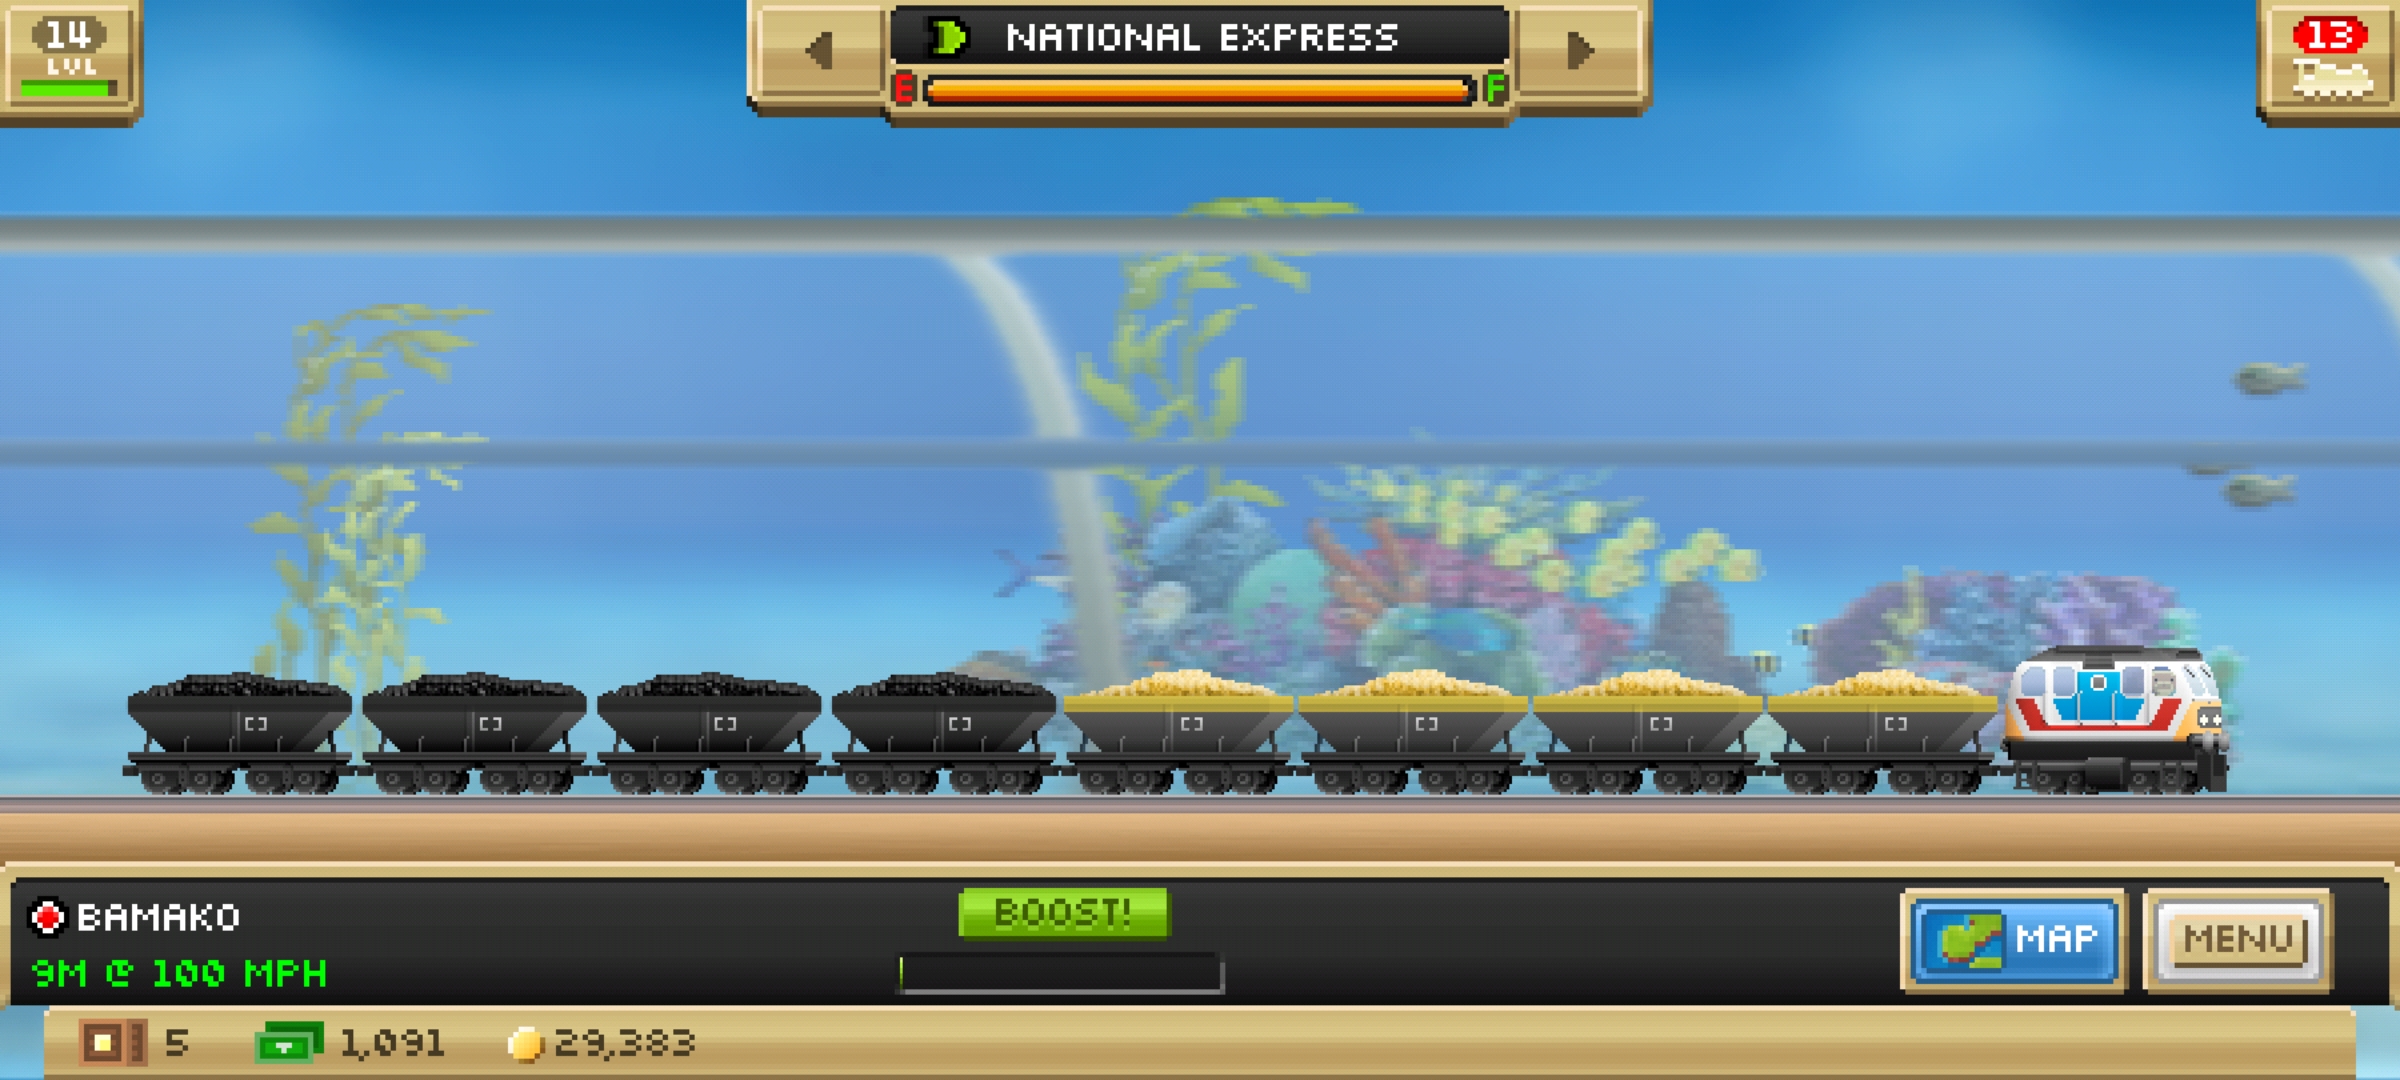 14
LVL
NATIONAL EXPRESS
E F
13
BAMAKO
9M @ 100 MPH
BOOST!
MAP
MENU
5 1,091 29,383